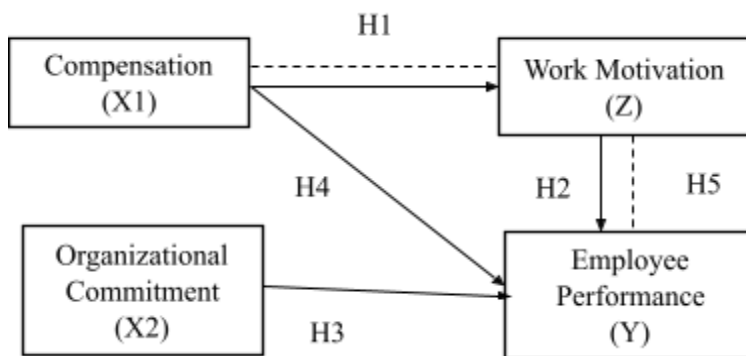 H1
Compensation
(X1)
Work Motivation
(Z)
H4
H2
H5
Organizational
Commitment
(X2)
Employee
Performance
(Y)
H3